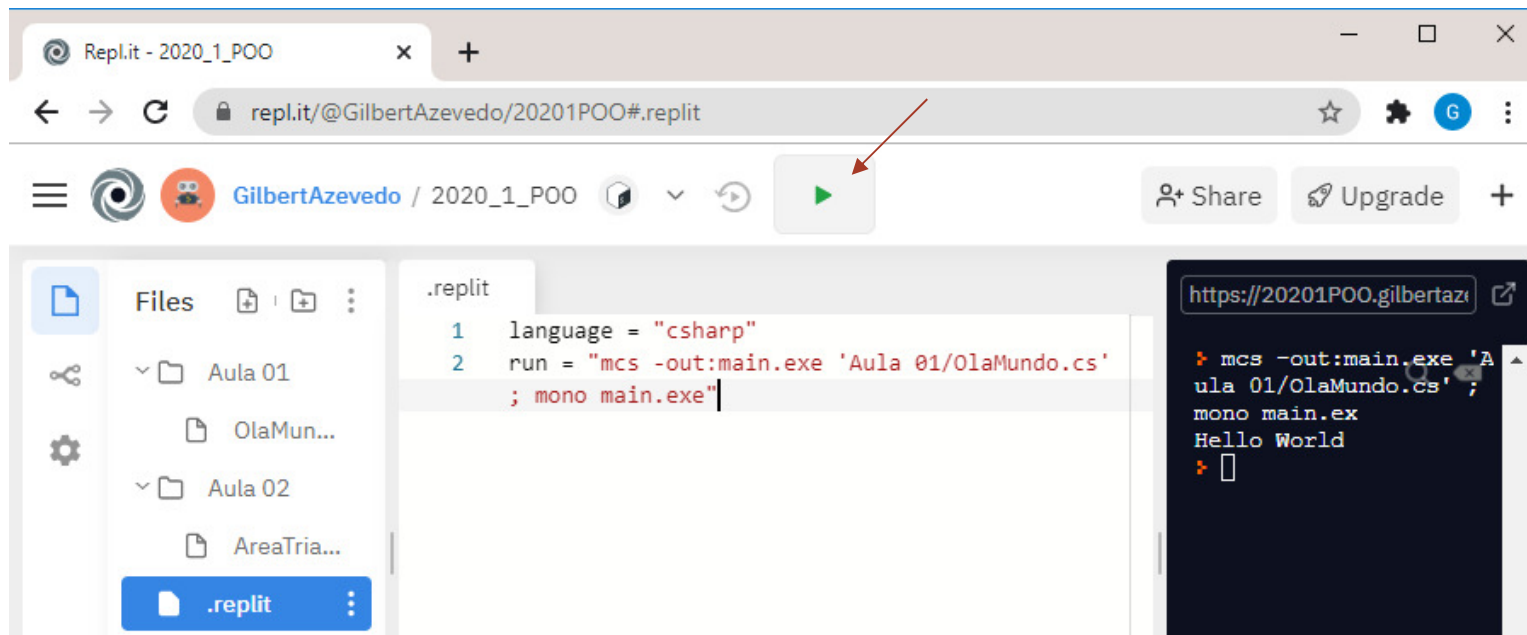 Repl.it - 2020_1_POO
repl.it/@GilbertAzevedo/20201POO#.replit
G
GilbertAzevedo / 2020_1_POO
Share
Upgrade
Files
Aula 01
OlaMun...
Aula 02
AreaTria...
.replit
.replit
1 language = "csharp"
2 run = "mcs -out:main.exe 'Aula 01/OlaMundo.cs'
; mono main.exe"
https://20201POO.gilbertaze
mcs -out:main.exe 'A
ula 01/OlaMundo.cs' ;
mono main.ex
Hello World